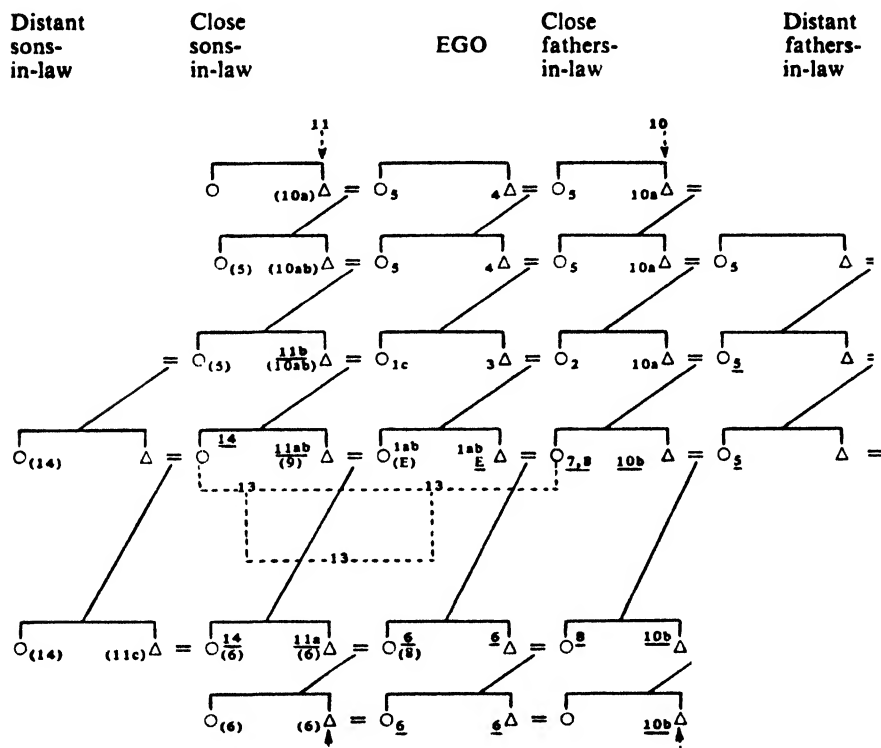 Distant sons-in-law
Close sons-in-law
EGO
Close fathers-in-law
Distant fathers-in-law
11 10
(10a) = 5 4 = 5 10a =
(5) (10ab) = 5 4 = 5 10a = 5 =
= (5) 11b (10ab) = 1c 3 = 2 10a = 5 =
(14) = 14 11ab (9) = 1ab (E) 1ab E = 7,8 10b = 5 =
13 13
13
(14) (11c) = 14 (6) 11a (6) = 6 (8) 6 = 8 10b
(6) (6) = 6 6 = 10b